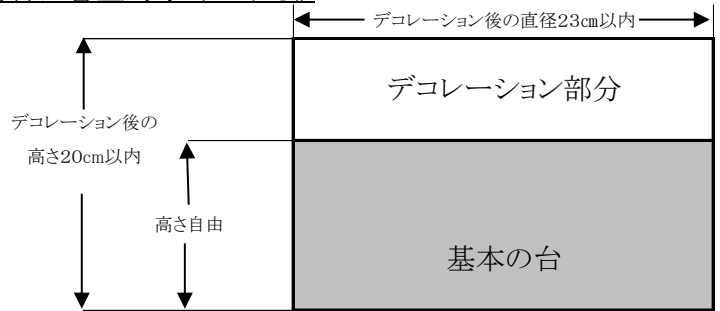 デコレーション後の直径23㎝以内
デコレーション部分
デコレーション後の
高さ20cm以内
高さ自由
基本の台